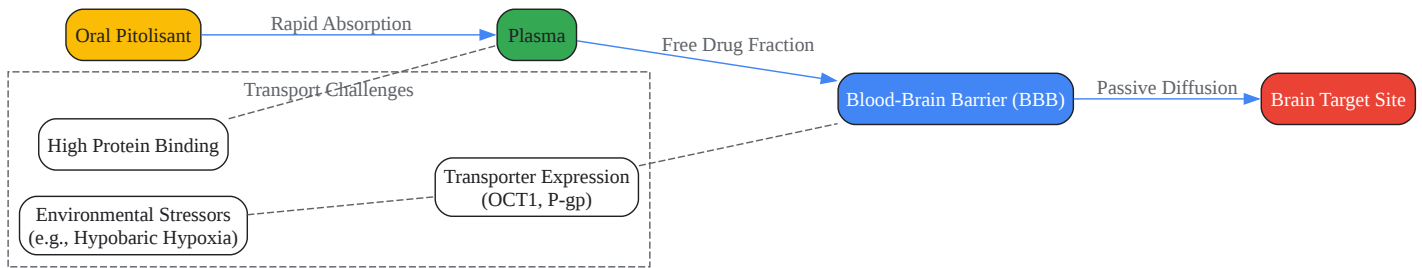 Oral Pitolisant
Rapid Absorption
Plasma
Free Drug Fraction
Blood-Brain Barrier (BBB)
Passive Diffusion
Brain Target Site
Transport Challenges
High Protein Binding
Transporter Expression
(OCT1, P-gp)
Environmental Stressors
(e.g., Hypobaric Hypoxia)